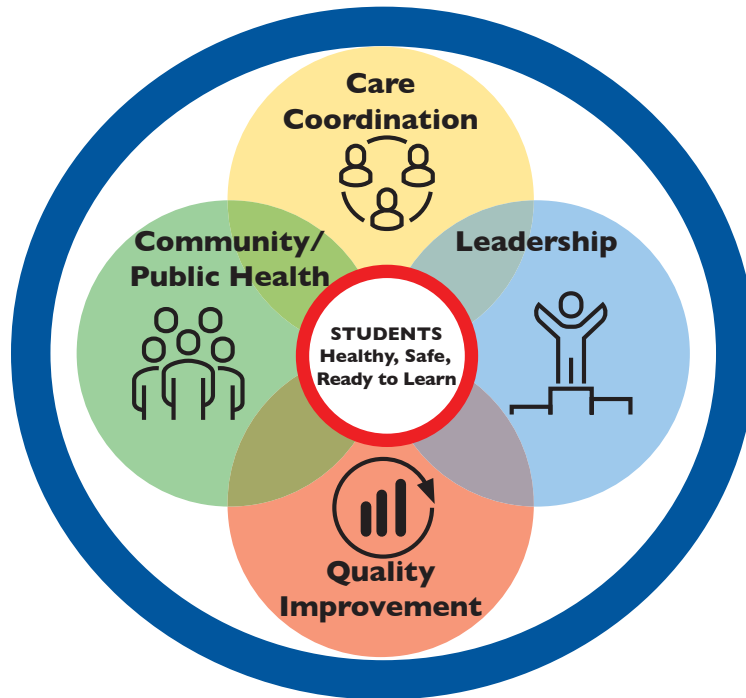 Care
Coordination
Community/
Public Health
Leadership
STUDENTS
Healthy, Safe,
Ready to Learn
Quality
Improvement